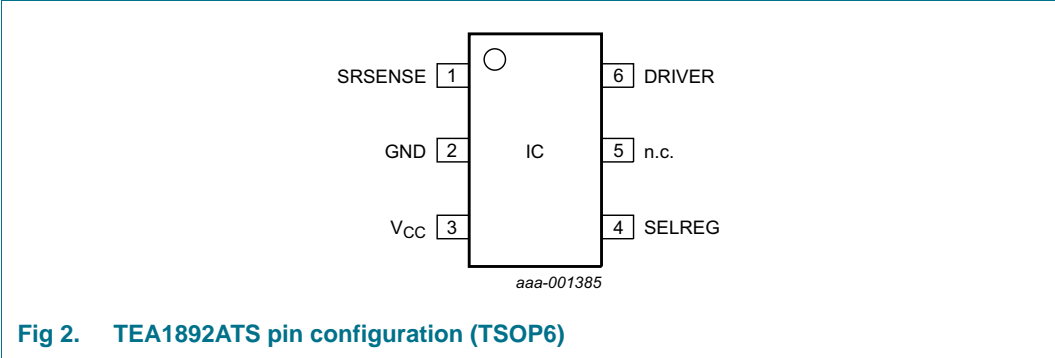 SRSENSE 1 6 DRIVER
GND 2 IC 5 n.c.
VCC 3 4 SELREG
aaa-001385
Fig 2. TEA1892ATS pin configuration (TSOP6)